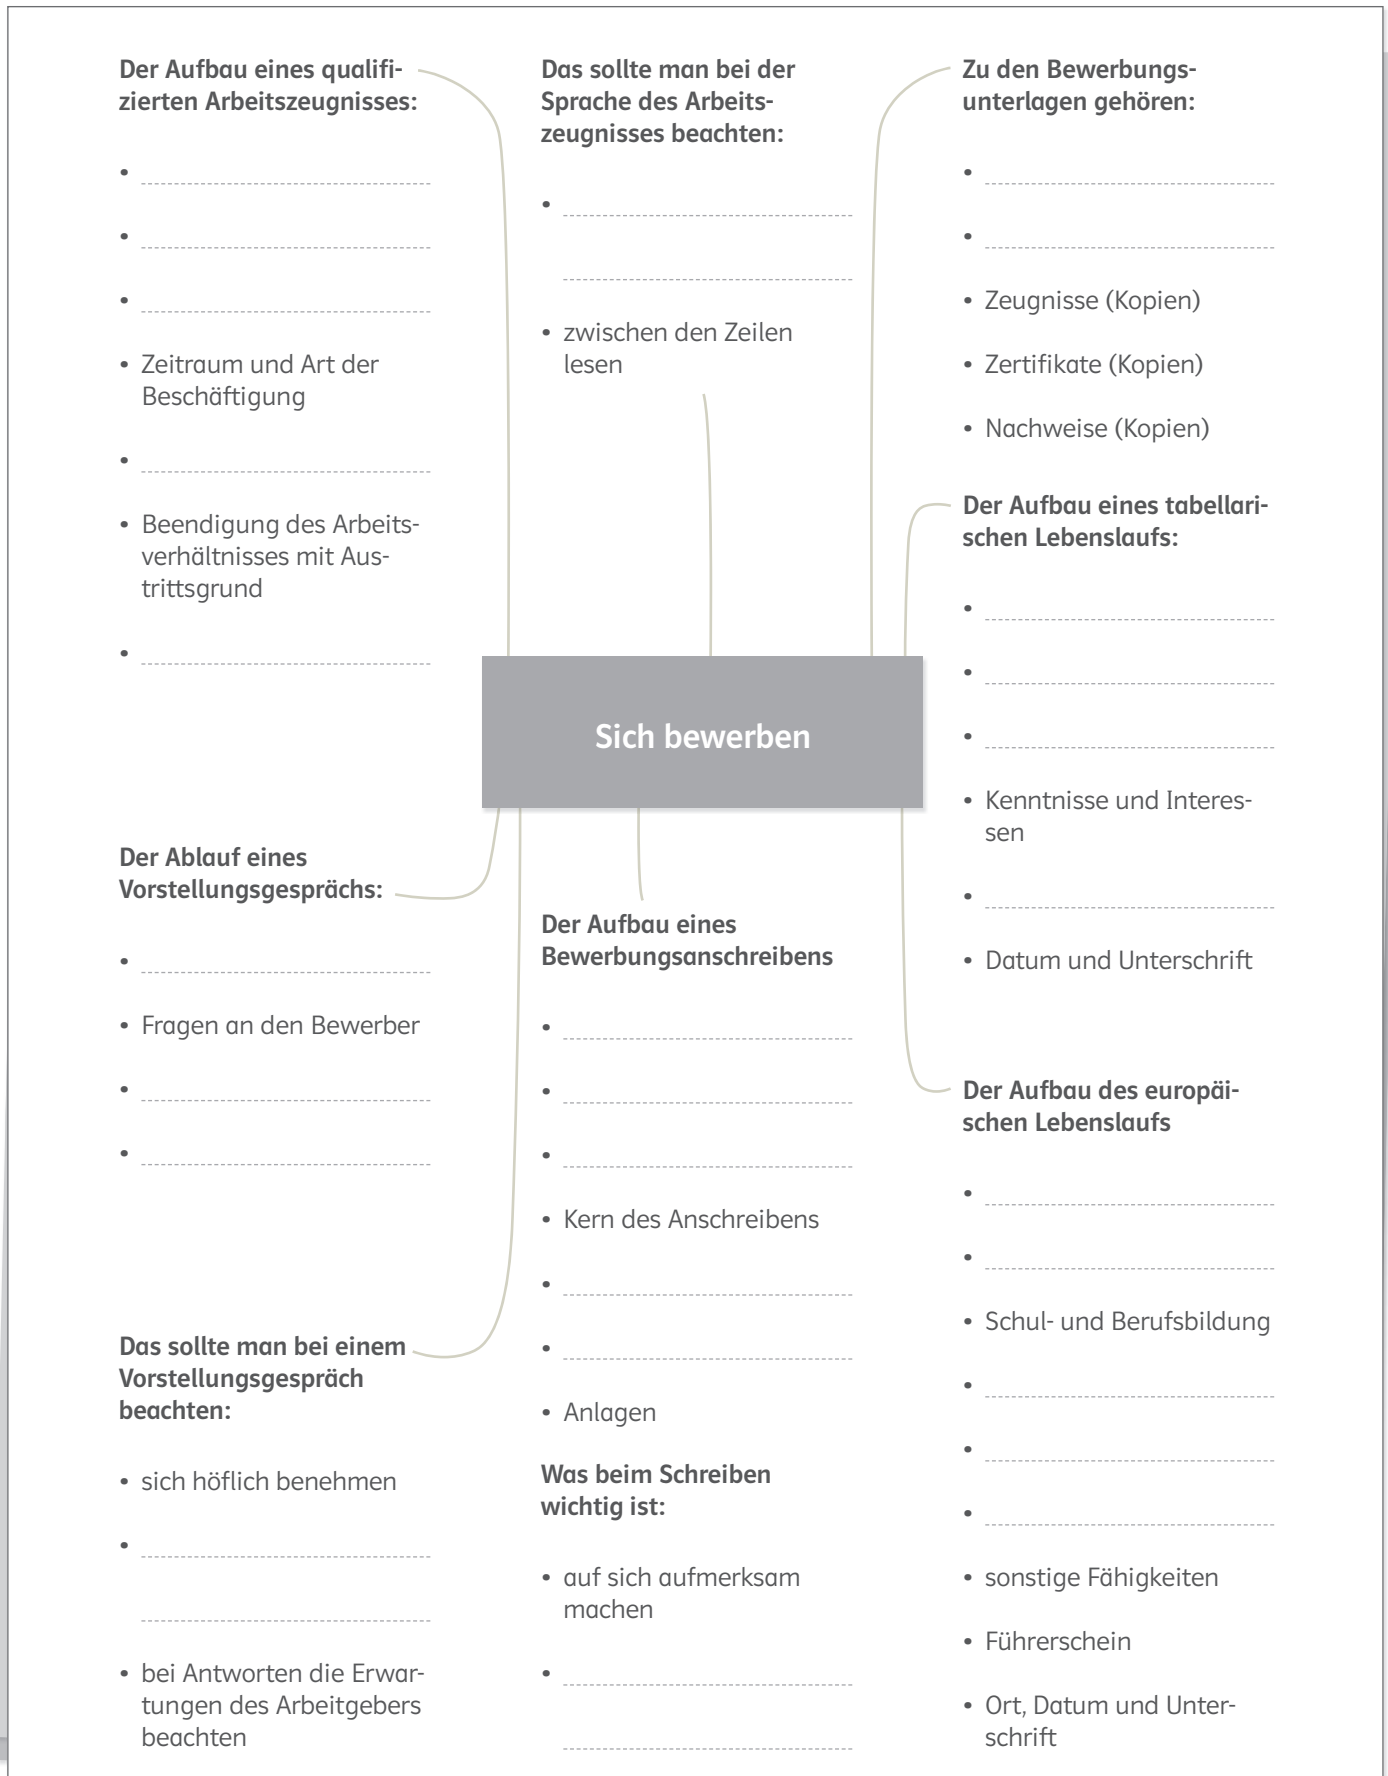 Der Aufbau eines qualifi-
zierten Arbeitszeugnisses:
•
•
•
• Zeitraum und Art der
Beschäftigung
•
• Beendigung des Arbeits-
verhältnisses mit Aus-
trittsgrund
•
Das sollte man bei der
Sprache des Arbeits-
zeugnisses beachten:
•
• zwischen den Zeilen
lesen
Zu den Bewerbungs-
unterlagen gehören:
•
•
• Zeugnisse (Kopien)
• Zertifikate (Kopien)
• Nachweise (Kopien)
Der Aufbau eines tabellari-
schen Lebenslaufs:
•
•
•
• Kenntnisse und Interes-
sen
•
• Datum und Unterschrift
Sich bewerben
Der Ablauf eines
Vorstellungsgesprächs:
•
• Fragen an den Bewerber
•
•
Das sollte man bei einem
Vorstellungsgespräch
beachten:
• sich höflich benehmen
•
• bei Antworten die Erwar-
tungen des Arbeitgebers
beachten
Der Aufbau eines
Bewerbungsanschreibens
•
•
•
• Kern des Anschreibens
•
•
• Anlagen
Was beim Schreiben
wichtig ist:
• auf sich aufmerksam
machen
•
Der Aufbau des europäi-
schen Lebenslaufs
•
•
• Schul- und Berufsbildung
•
•
•
• sonstige Fähigkeiten
• Führerschein
• Ort, Datum und Unter-
schrift